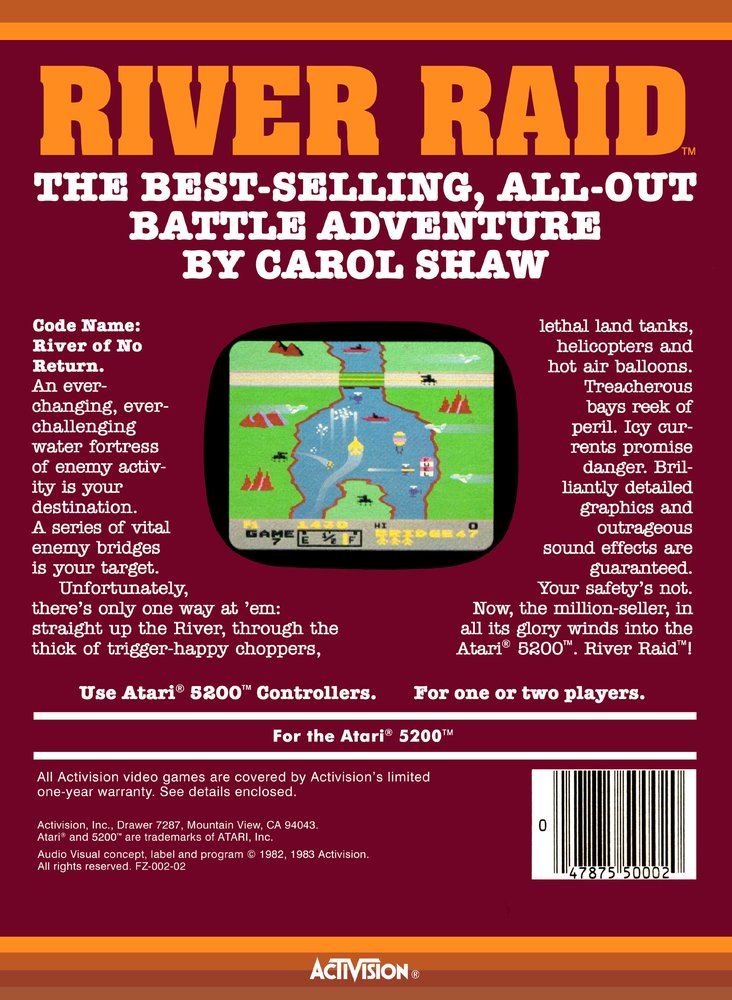 RIVER RAID™
THE BEST-SELLING, ALL-OUT
BATTLE ADVENTURE
BY CAROL SHAW
Code Name:
River of No
Return.
An ever-
changing, ever-
challenging
water fortress
of enemy activ-
ity is your
destination.
A series of vital
enemy bridges
is your target.
Unfortunately,
there's only one way at 'em:
straight up the River, through the
thick of trigger-happy choppers,
P1 1430 HI 0
GAME 7 E ½ F BRIDGE 47
lethal land tanks,
helicopters and
hot air balloons.
Treacherous
bays reek of
peril. Icy cur-
rents promise
danger. Bril-
liantly detailed
graphics and
outrageous
sound effects are
guaranteed.
Your safety's not.
Now, the million-seller, in
all its glory winds into the
Atari® 5200™. River Raid™!
Use Atari® 5200™ Controllers. For one or two players.
For the Atari® 5200™
All Activision video games are covered by Activision's limited
one-year warranty. See details enclosed.
Activision, Inc., Drawer 7287, Mountain View, CA 94043.
Atari® and 5200™ are trademarks of ATARI, Inc.
Audio Visual concept, label and program © 1982, 1983 Activision.
All rights reserved. FZ-002-02
0 47875 50002
ACTIVISION®